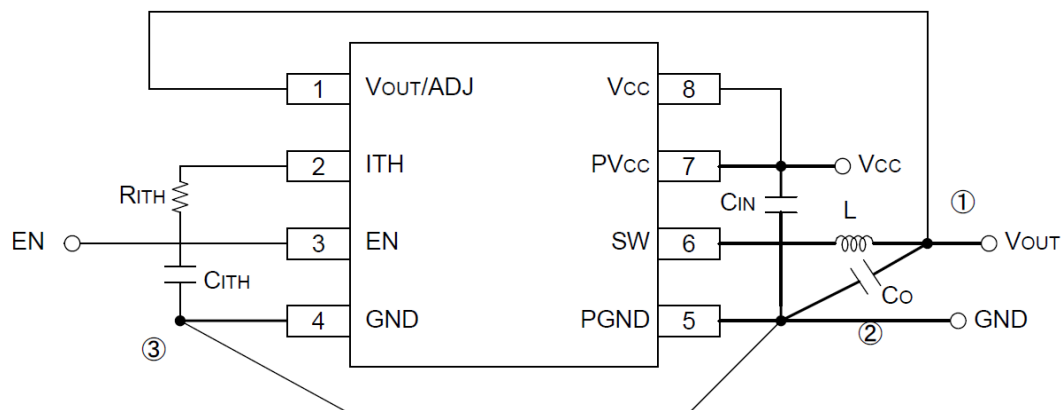 1 VOUT/ADJ VCC 8
2 ITH PVCC 7 VCC
RITH CIN L ①
EN 3 EN SW 6 VOUT
CITH CO
4 GND PGND 5 GND
③ ②